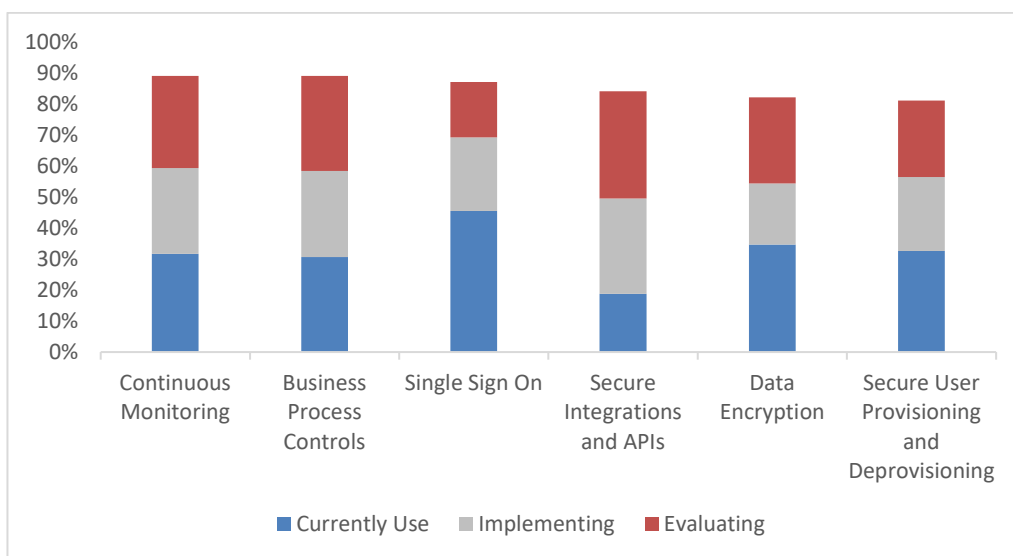 100%
90%
80%
70%
60%
50%
40%
30%
20%
10%
0%
Continuous
Monitoring
Business
Process
Controls
Single Sign On
Secure
Integrations
and APIs
Data
Encryption
Secure User
Provisioning
and
Deprovisioning
Currently Use
Implementing
Evaluating